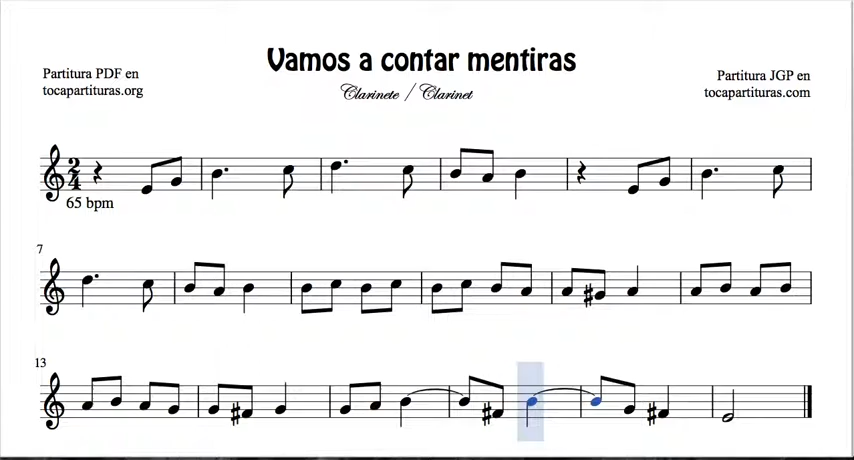 Vamos a contar mentiras
Partitura PDF en
tocapartituras.org
Clarinete / Clarinet
Partitura JGP en
tocapartituras.com
2
4
65 bpm
7
13